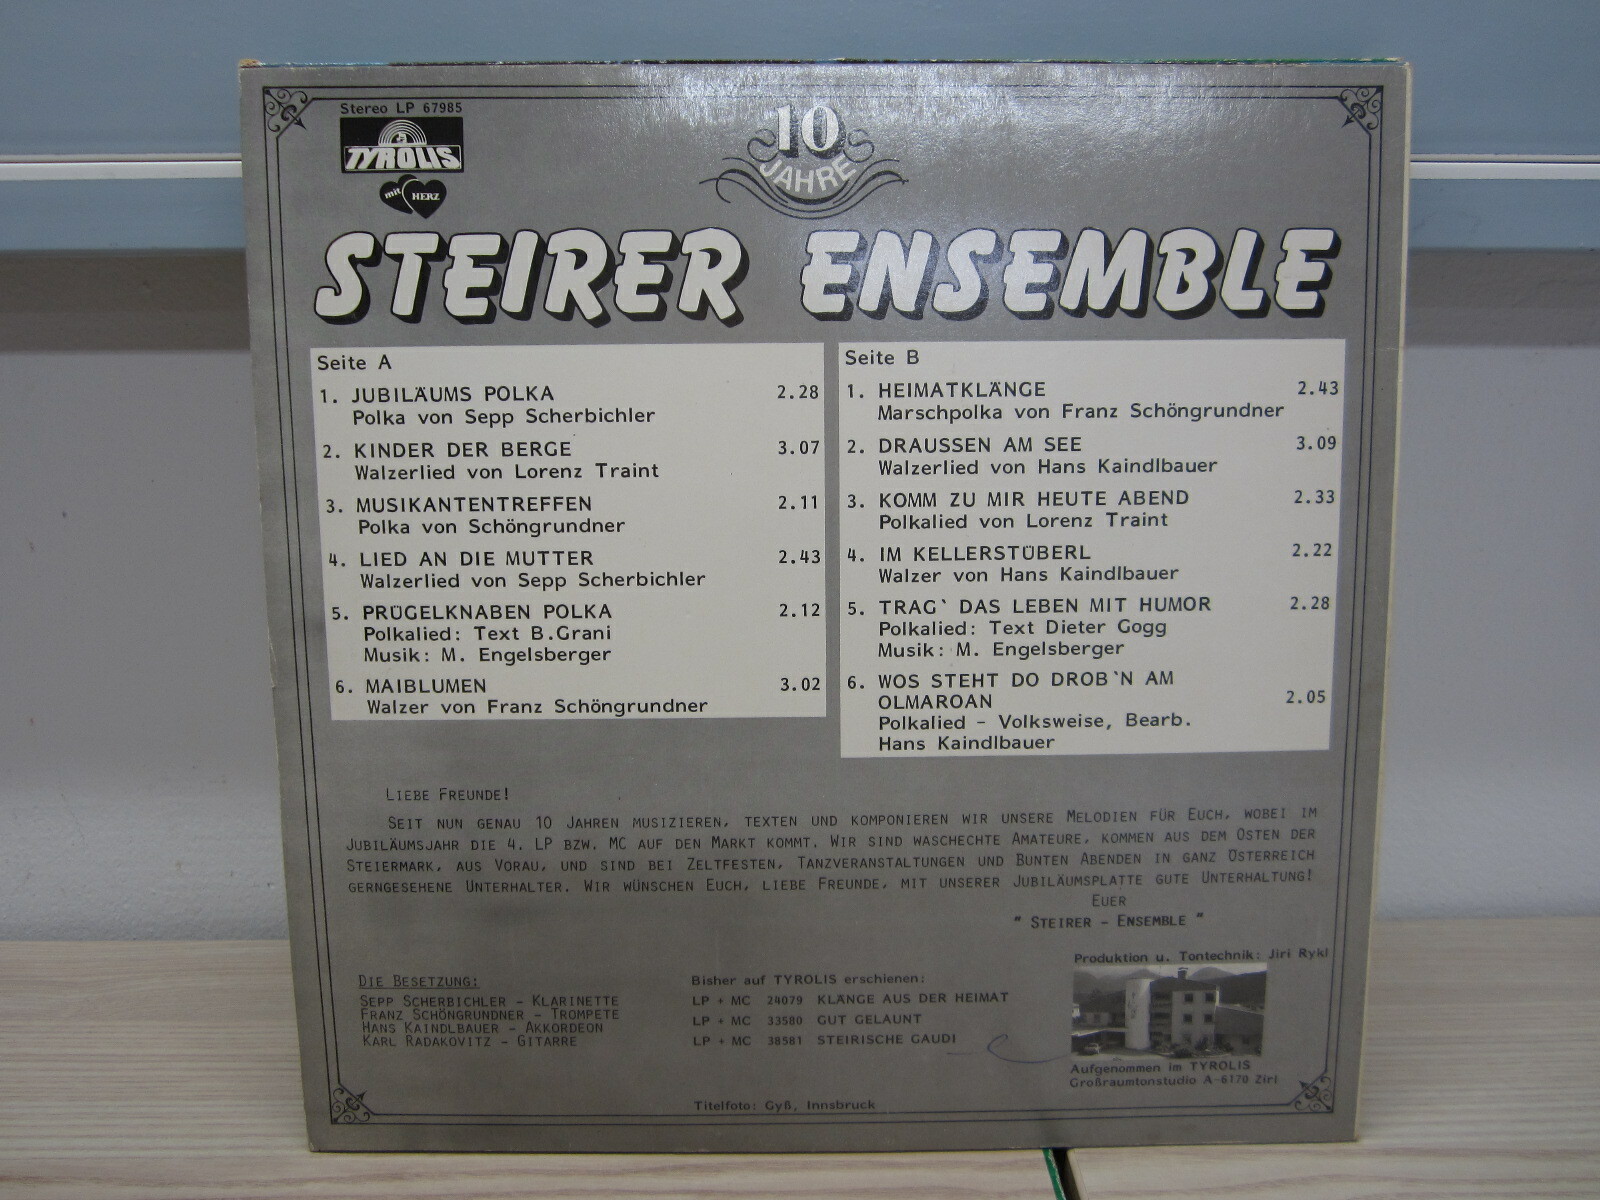 Stereo LP 67985
TYROLIS
mit HERZ
10
JAHRE
STEIRER ENSEMBLE
Seite A
1. JUBILÄUMS POLKA 2.28
Polka von Sepp Scherbichler
2. KINDER DER BERGE 3.07
Walzerlied von Lorenz Traint
3. MUSIKANTENTREFFEN 2.11
Polka von Schöngrundner
4. LIED AN DIE MUTTER 2.43
Walzerlied von Sepp Scherbichler
5. PRÜGELKNABEN POLKA 2.12
Polkalied: Text B.Grani
Musik: M. Engelsberger
6. MAIBLUMEN 3.02
Walzer von Franz Schöngrundner
Seite B
1. HEIMATKLÄNGE 2.43
Marschpolka von Franz Schöngrundner
2. DRAUSSEN AM SEE 3.09
Walzerlied von Hans Kaindlbauer
3. KOMM ZU MIR HEUTE ABEND 2.33
Polkalied von Lorenz Traint
4. IM KELLERSTÜBERL 2.22
Walzer von Hans Kaindlbauer
5. TRAG` DAS LEBEN MIT HUMOR 2.28
Polkalied: Text Dieter Gogg
Musik: M. Engelsberger
6. WOS STEHT DO DROB`N AM
OLMAROAN 2.05
Polkalied - Volksweise, Bearb.
Hans Kaindlbauer
LIEBE FREUNDE!
SEIT NUN GENAU 10 JAHREN MUSIZIEREN, TEXTEN UND KOMPONIEREN WIR UNSERE MELODIEN FÜR EUCH, WOBEI IM
JUBILÄUMSJAHR DIE 4. LP BZW. MC AUF DEN MARKT KOMMT. WIR SIND WASCHECHTE AMATEURE, KOMMEN AUS DEM OSTEN DER
STEIERMARK, AUS VORAU, UND SIND BEI ZELTFESTEN, TANZVERANSTALTUNGEN UND BUNTEN ABENDEN IN GANZ ÖSTERREICH
GERNGESEHENE UNTERHALTER. WIR WÜNSCHEN EUCH, LIEBE FREUNDE, MIT UNSERER JUBILÄUMSPLATTE GUTE UNTERHALTUNG!
EUER
" STEIRER - ENSEMBLE "
DIE BESETZUNG:
SEPP SCHERBICHLER - KLARINETTE
FRANZ SCHÖNGRUNDNER - TROMPETE
HANS KAINDLBAUER - AKKORDEON
KARL RADAKOVITZ - GITARRE
Bisher auf TYROLIS erschienen:
LP + MC 24079 KLÄNGE AUS DER HEIMAT
LP + MC 33580 GUT GELAUNT
LP + MC 38581 STEIRISCHE GAUDI
Produktion u. Tontechnik: Jiri Rykl
Aufgenommen im TYROLIS
Großraumtonstudio A-6170 Zirl
Titelfoto: Gyß, Innsbruck